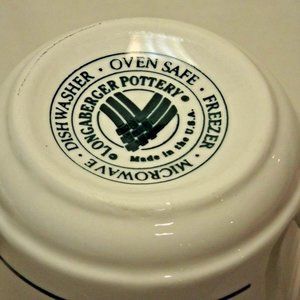 DISHWASHER · OVEN SAFE · FREEZER · MICROWAVE ·
LONGABERGER POTTERY®
Made in the U.S.A.